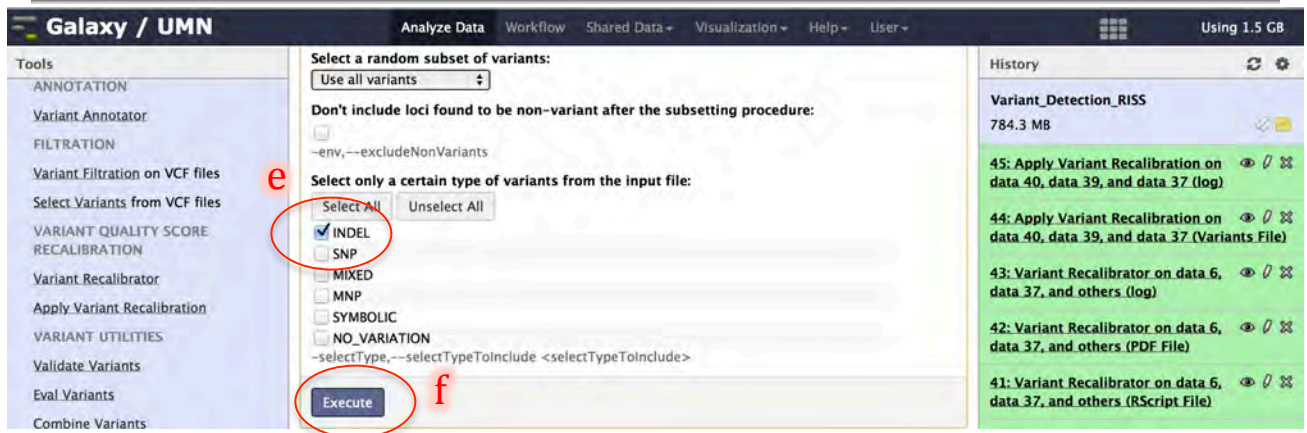 Galaxy / UMN
Analyze Data Workflow Shared Data Visualization Help User
Using 1.5 GB
Tools
ANNOTATION
Variant Annotator
FILTRATION
Variant Filtration on VCF files
Select Variants from VCF files
VARIANT QUALITY SCORE
RECALIBRATION
Variant Recalibrator
Apply Variant Recalibration
VARIANT UTILITIES
Validate Variants
Eval Variants
Combine Variants
Select a random subset of variants:
Use all variants
Don't include loci found to be non-variant after the subsetting procedure:
-env,--excludeNonVariants
e
Select only a certain type of variants from the input file:
Select All Unselect All
INDEL
SNP
MIXED
MNP
SYMBOLIC
NO_VARIATION
-selectType,--selectTypeToInclude <selectTypeToInclude>
Execute
f
History
Variant_Detection_RISS
784.3 MB
45: Apply Variant Recalibration on
data 40, data 39, and data 37 (log)
44: Apply Variant Recalibration on
data 40, data 39, and data 37 (Variants File)
43: Variant Recalibrator on data 6,
data 37, and others (log)
42: Variant Recalibrator on data 6,
data 37, and others (PDF File)
41: Variant Recalibrator on data 6,
data 37, and others (RScript File)